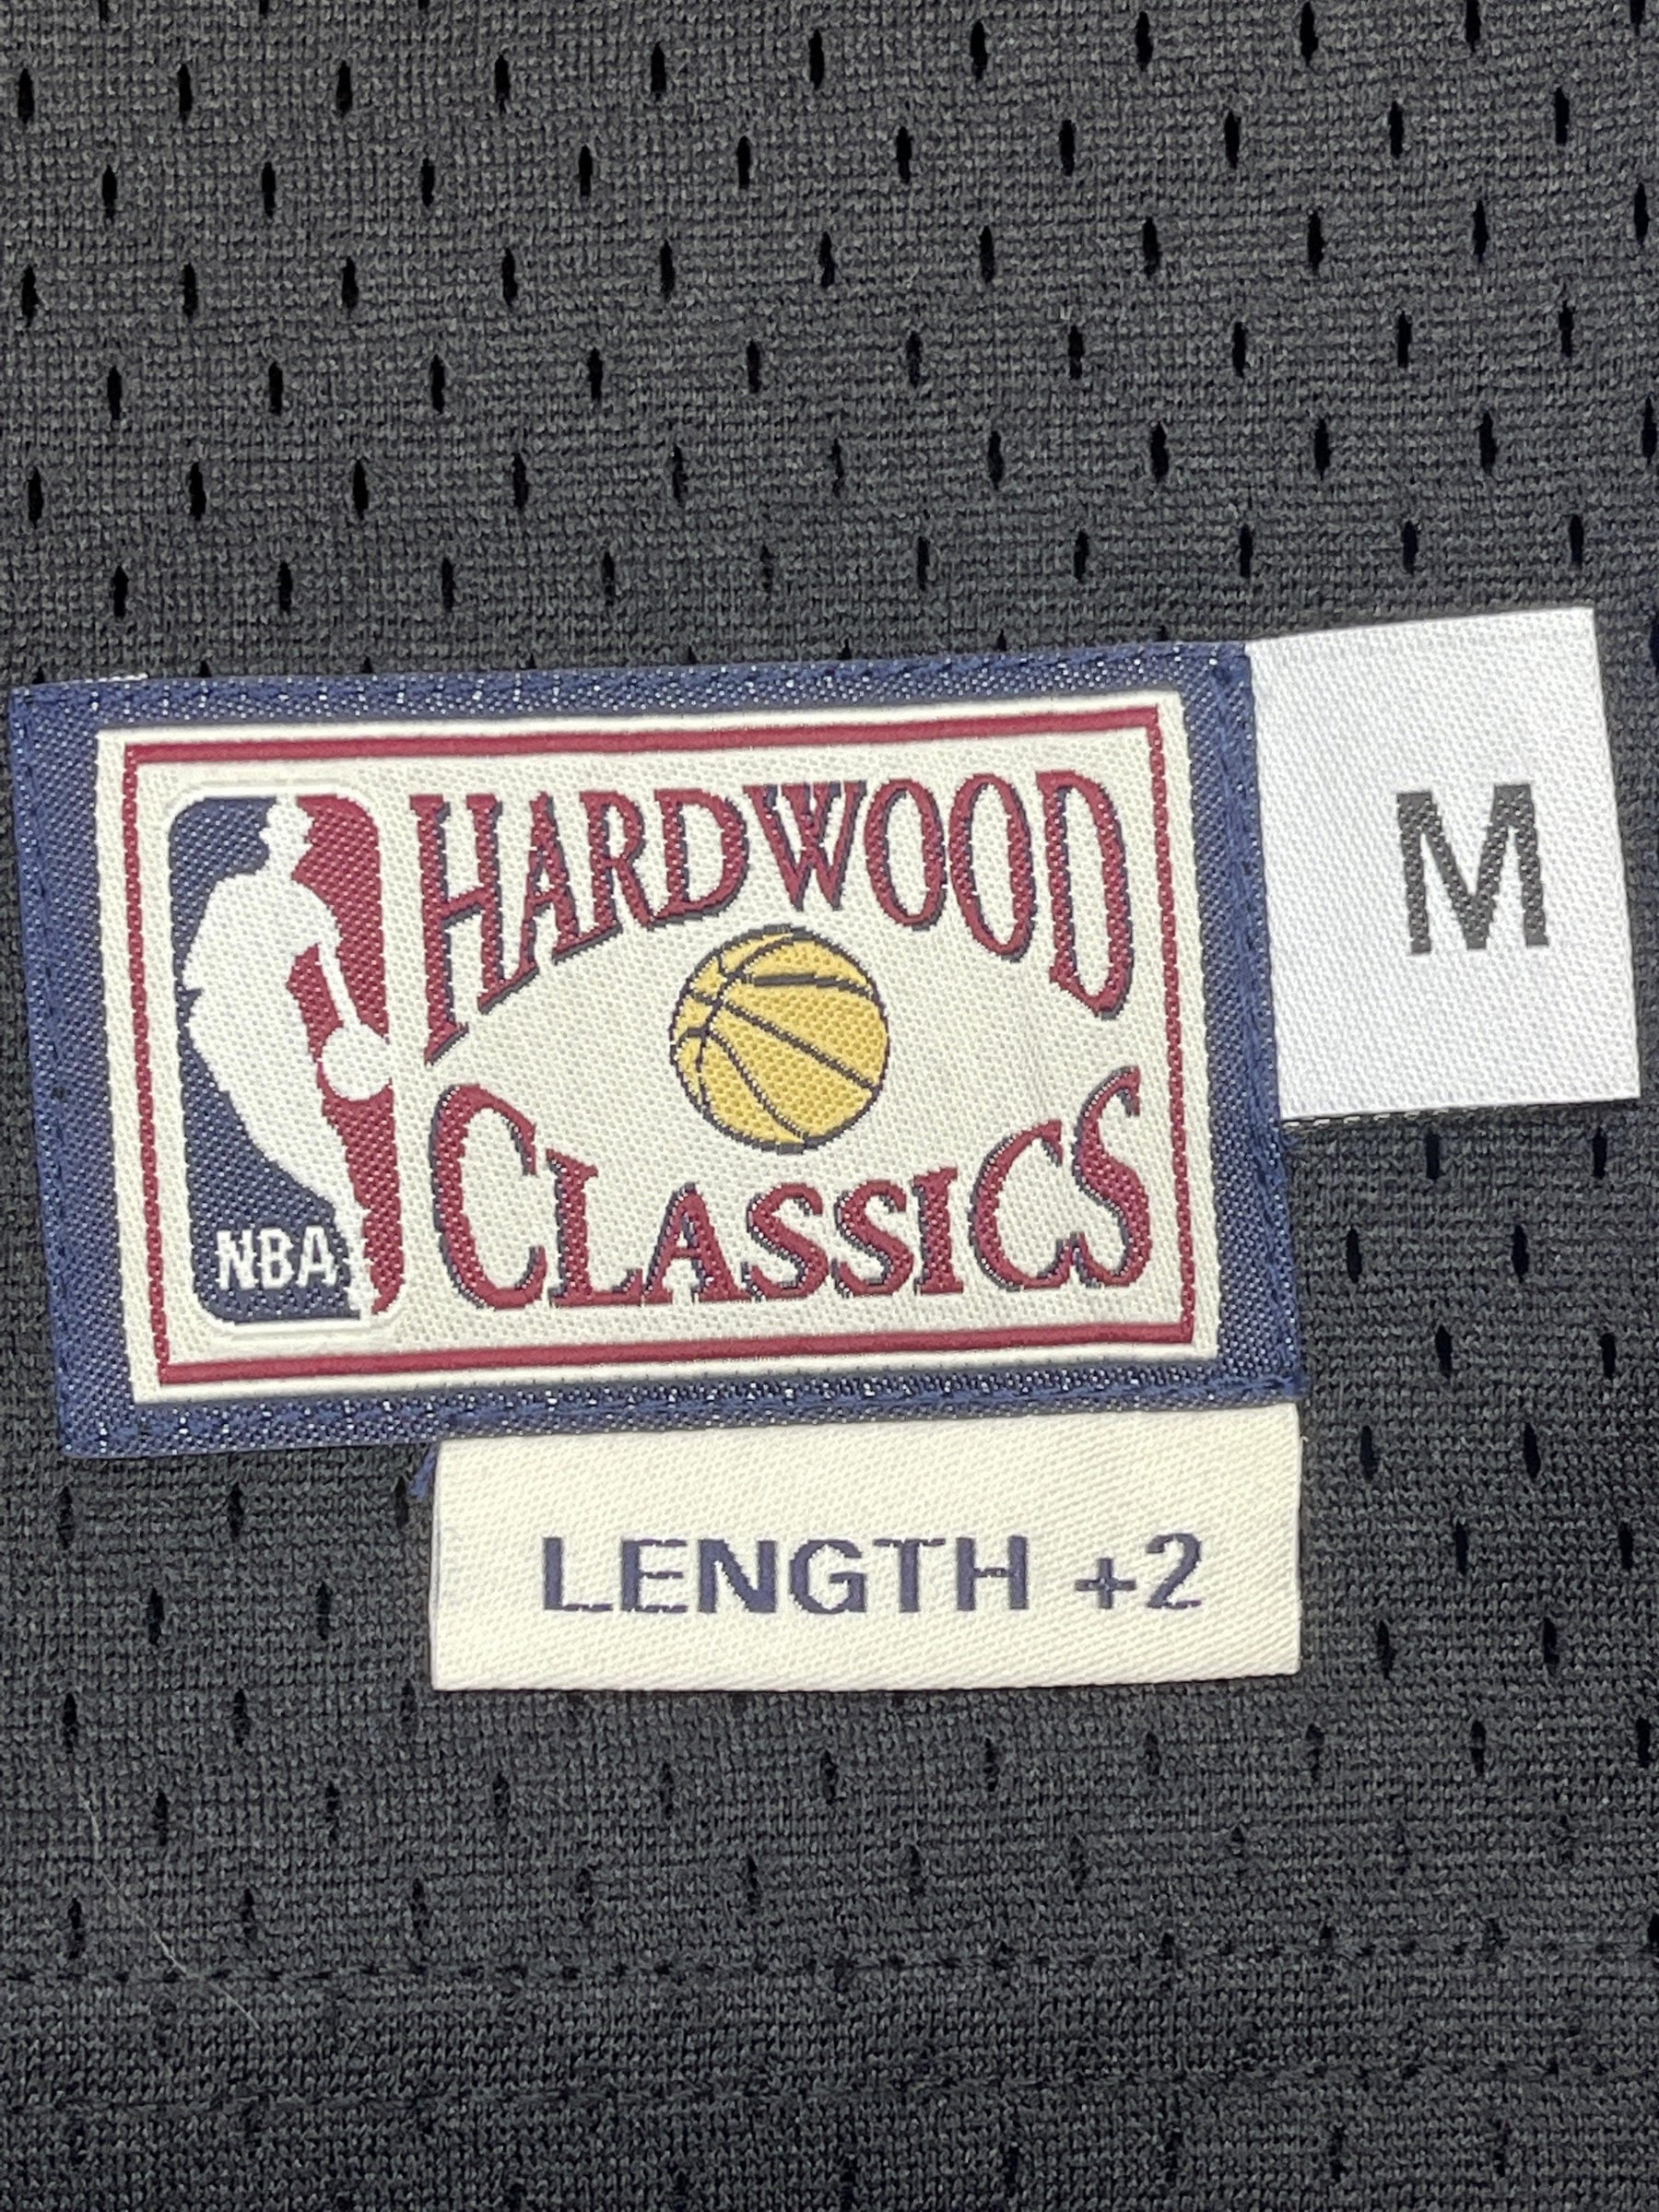 HARDWOOD
CLASSICS
NBA
M
LENGTH +2